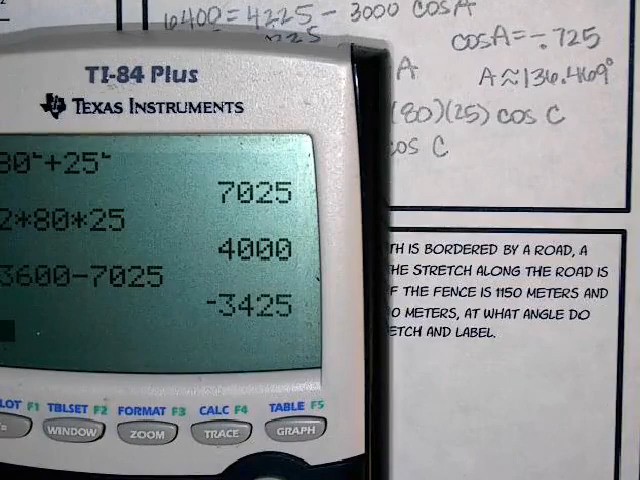 6400 = 4225 - 3000 COSA
4225
COSA = -.725
A
A ≈ 136.469°
(80)(25) COS C
COS C
TI-84 Plus
TEXAS INSTRUMENTS
80²+25²
7025
2*80*25
4000
3600-7025
-3425
TH IS BORDERED BY A ROAD, A
HE STRETCH ALONG THE ROAD IS
F THE FENCE IS 1150 METERS AND
0 METERS, AT WHAT ANGLE DO
ETCH AND LABEL.
LOT F1 TBLSET F2 FORMAT F3 CALC F4 TABLE F5
WINDOW ZOOM TRACE GRAPH